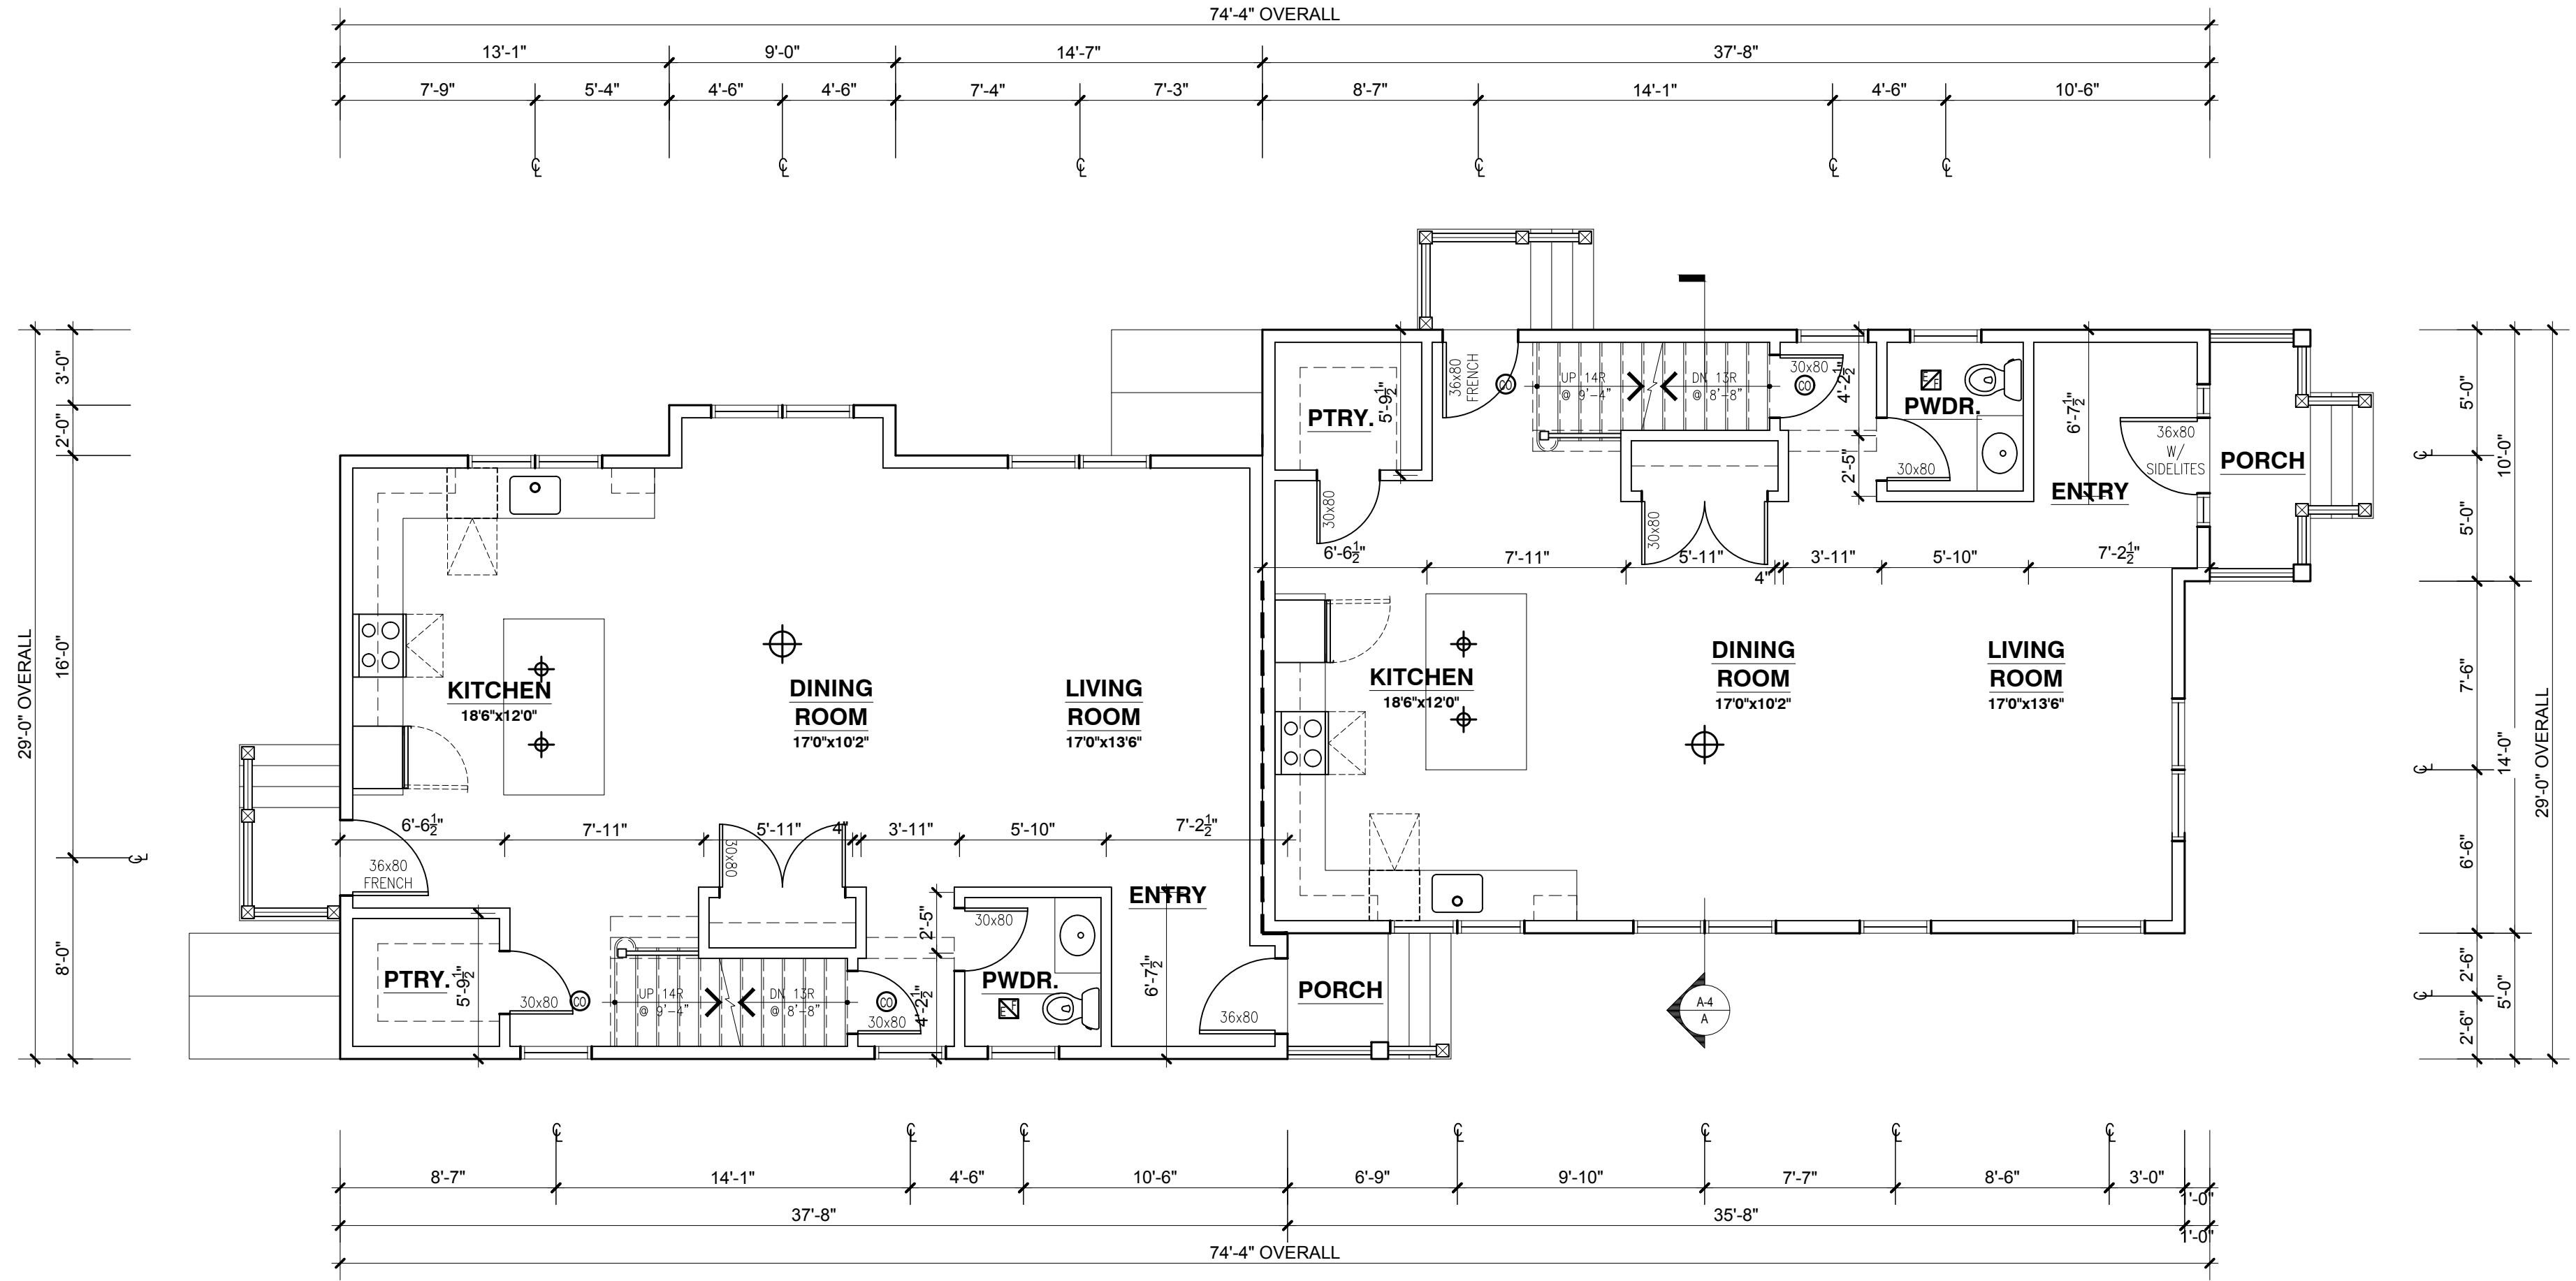 74'-4" OVERALL
13'-1" 9'-0" 14'-7" 37'-8"
7'-9" 5'-4" 4'-6" 4'-6" 7'-4" 7'-3" 8'-7" 14'-1" 4'-6" 10'-6"
℄ ℄ ℄ ℄ ℄ ℄
29'-0" OVERALL
3'-0"
2'-0"
16'-0"
8'-0"
℄
KITCHEN
18'6"x12'0"
DINING
ROOM
17'0"x10'2"
LIVING
ROOM
17'0"x13'6"
6'-6½" 7'-11" 5'-11" 4" 3'-11" 5'-10" 7'-2½"
36x80
FRENCH
30x80
PTRY.
5'-9½"
30x80
CO
UP 14R
@ 9'-4"
DN 13R
@ 8'-8"
CO
30x80
2'-5"
4'-2½"
30x80
PWDR.
F
F
ENTRY
6'-7½"
36x80
PORCH
PTRY.
5'-9½"
30x80
36x80
FRENCH
CO
UP 14R
@ 9'-4"
DN 13R
@ 8'-8"
30x80
CO
4'-2½"
2'-5"
30x80
PWDR.
F
F
30x80
6'-7½"
ENTRY
36x80
W/
SIDELITES
PORCH
6'-6½" 7'-11" 5'-11" 4" 3'-11" 5'-10" 7'-2½"
KITCHEN
18'6"x12'0"
DINING
ROOM
17'0"x10'2"
LIVING
ROOM
17'0"x13'6"
A-4
A
5'-0"
5'-0"
10'-0"
7'-6"
6'-6"
14'-0"
2'-6"
2'-6"
5'-0"
29'-0" OVERALL
℄
℄
℄
℄ ℄ ℄ ℄ ℄ ℄ ℄
8'-7" 14'-1" 4'-6" 10'-6" 6'-9" 9'-10" 7'-7" 8'-6" 3'-0" 1'-0"
37'-8" 35'-8" 1'-0"
74'-4" OVERALL